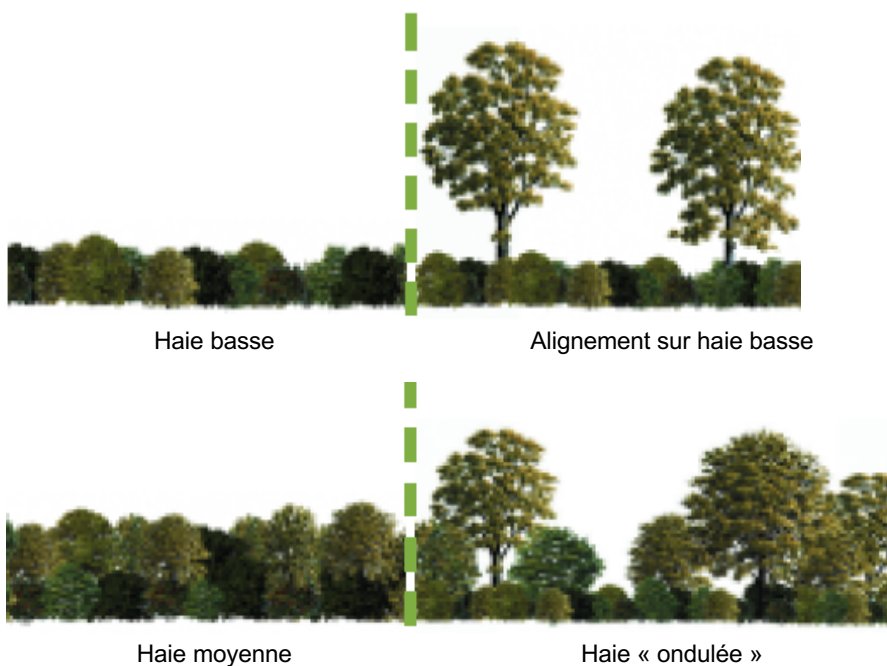 Haie basse
Alignement sur haie basse
Haie moyenne
Haie « ondulée »